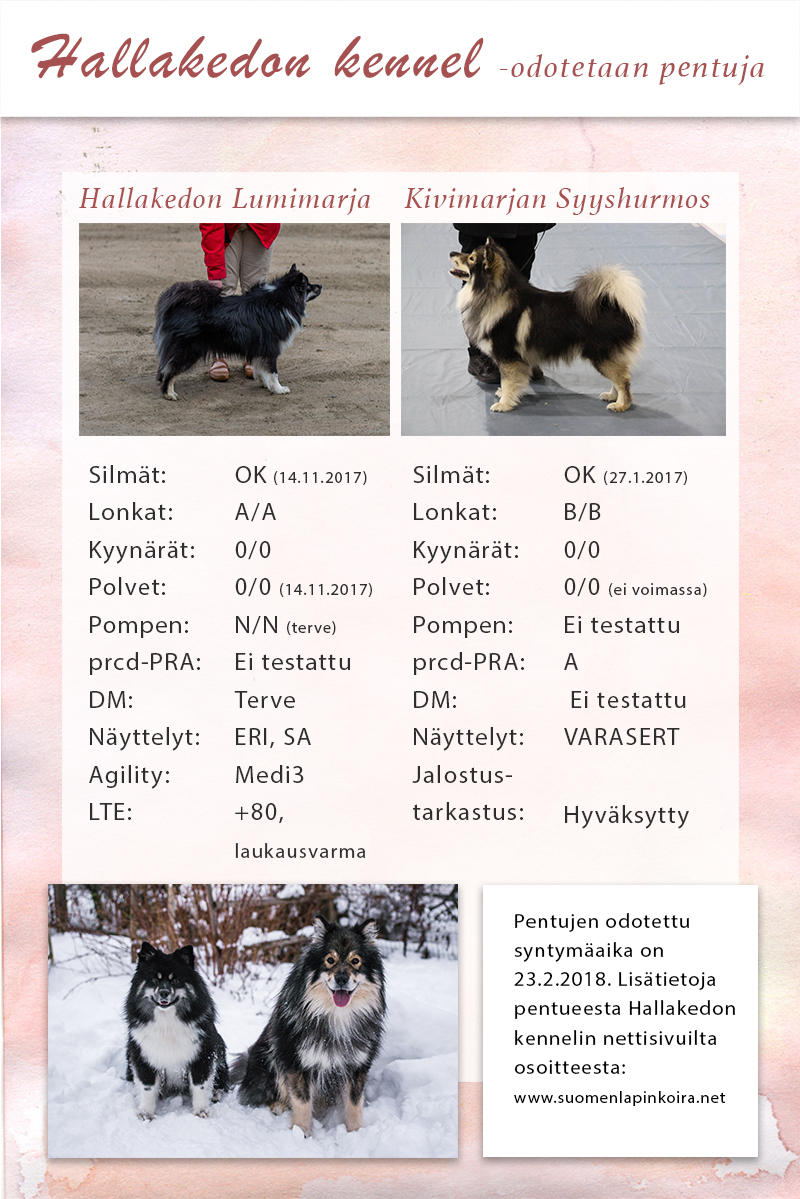 Hallakedon kennel -odotetaan pentuja
Hallakedon Lumimarja
Silmät: OK (14.11.2017)
Lonkat: A/A
Kyynärät: 0/0
Polvet: 0/0 (14.11.2017)
Pompen: N/N (terve)
prcd-PRA: Ei testattu
DM: Terve
Näyttelyt: ERI, SA
Agility: Medi3
LTE: +80,
laukausvarma
Kivimarjan Syyshurmos
Silmät: OK (27.1.2017)
Lonkat: B/B
Kyynärät: 0/0
Polvet: 0/0 (ei voimassa)
Pompen: Ei testattu
prcd-PRA: A
DM: Ei testattu
Näyttelyt: VARASERT
Jalostus-
tarkastus: Hyväksytty
Pentujen odotettu
syntymäaika on
23.2.2018. Lisätietoja
pentueesta Hallakedon
kennelin nettisivuilta
osoitteesta:
www.suomenlapinkoira.net